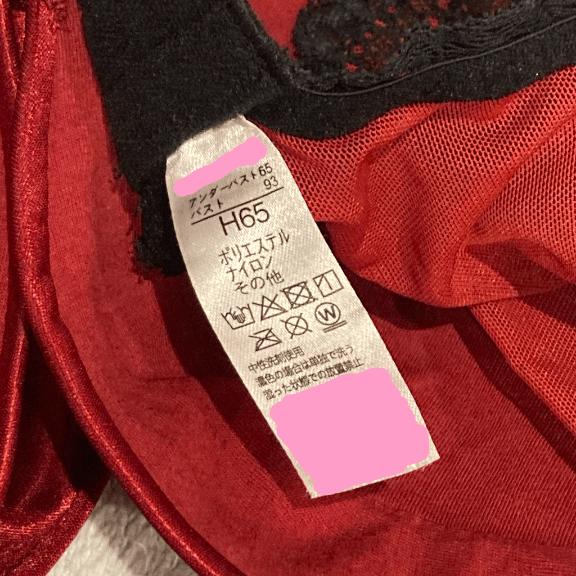 アンダーバスト65
バスト 93
H65
ポリエステル
ナイロン
その他
中性洗剤使用
濃色の場合は単独で洗う
湿った状態での放置禁止